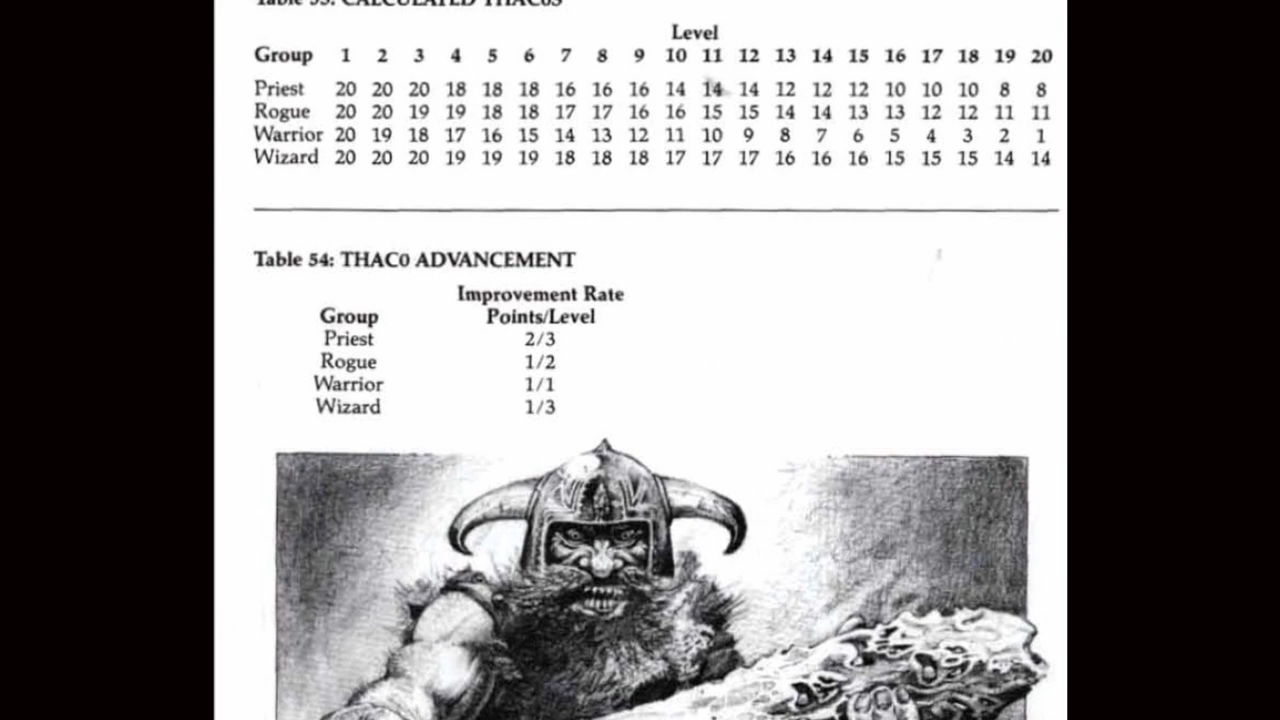 Table 53: CALCULATED THAC0S
Level
Group 1 2 3 4 5 6 7 8 9 10 11 12 13 14 15 16 17 18 19 20
Priest 20 20 20 18 18 18 16 16 16 14 14 14 12 12 12 10 10 10 8 8
Rogue 20 20 19 19 18 18 17 17 16 16 15 15 14 14 13 13 12 12 11 11
Warrior 20 19 18 17 16 15 14 13 12 11 10 9 8 7 6 5 4 3 2 1
Wizard 20 20 20 19 19 19 18 18 18 17 17 17 16 16 16 15 15 15 14 14
Table 54: THAC0 ADVANCEMENT
Improvement Rate
Group Points/Level
Priest 2/3
Rogue 1/2
Warrior 1/1
Wizard 1/3